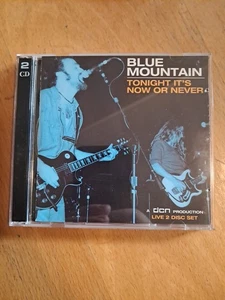 2
CD
BLUE
MOUNTAIN
TONIGHT IT'S
NOW OR NEVER
A dcn PRODUCTION
LIVE 2 DISC SET